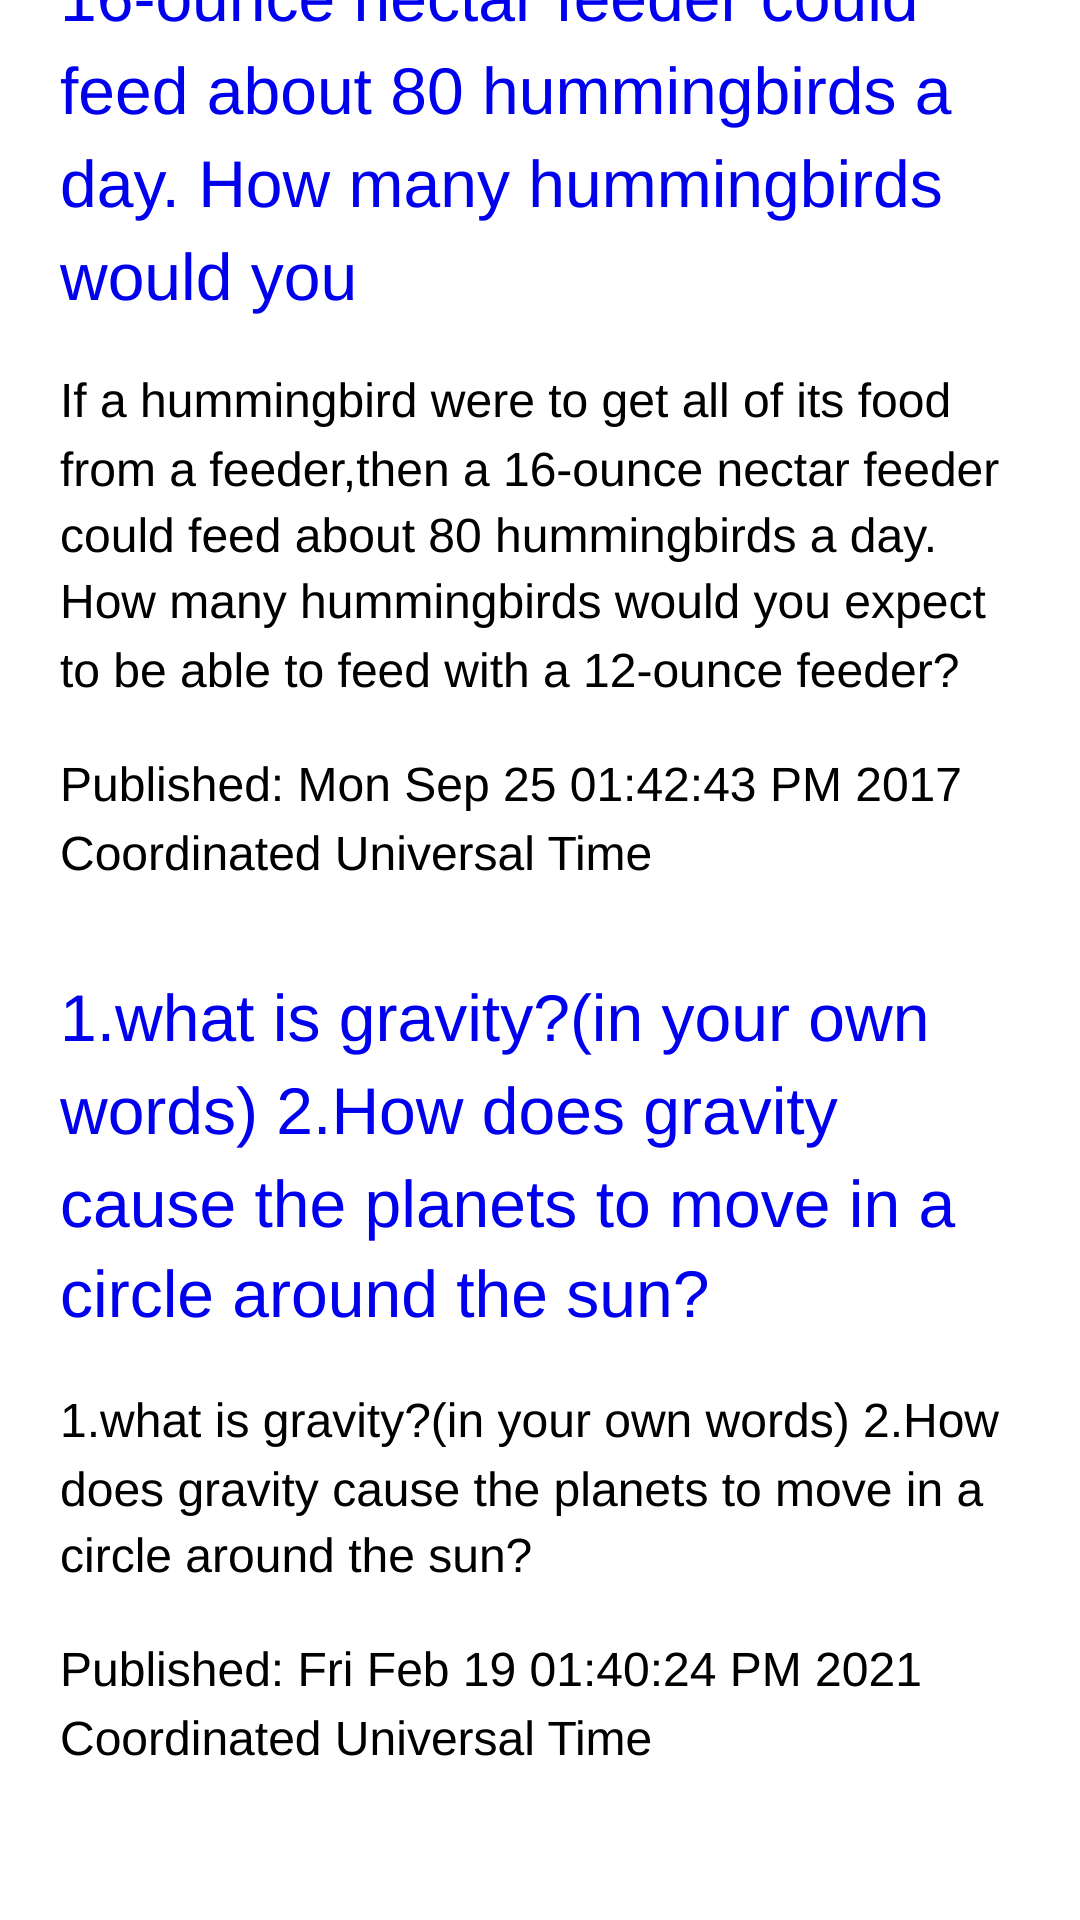 16-ounce nectar feeder could
feed about 80 hummingbirds a
day. How many hummingbirds
would you
If a hummingbird were to get all of its food
from a feeder,then a 16-ounce nectar feeder
could feed about 80 hummingbirds a day.
How many hummingbirds would you expect
to be able to feed with a 12-ounce feeder?
Published: Mon Sep 25 01:42:43 PM 2017
Coordinated Universal Time
1.what is gravity?(in your own
words) 2.How does gravity
cause the planets to move in a
circle around the sun?
1.what is gravity?(in your own words) 2.How
does gravity cause the planets to move in a
circle around the sun?
Published: Fri Feb 19 01:40:24 PM 2021
Coordinated Universal Time